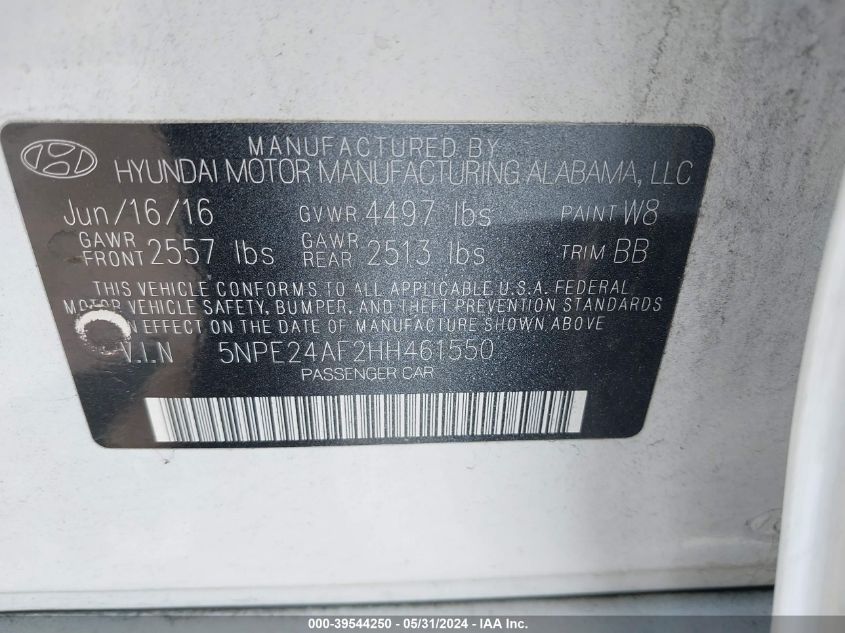 MANUFACTURED BY
HYUNDAI MOTOR MANUFACTURING ALABAMA, LLC
Jun/16/16 GVWR 4497 lbs PAINT W8
GAWR FRONT 2557 lbs GAWR REAR 2513 lbs TRIM BB
THIS VEHICLE CONFORMS TO ALL APPLICABLE U.S.A. FEDERAL
MOTOR VEHICLE SAFETY, BUMPER, AND THEFT PREVENTION STANDARDS
IN EFFECT ON THE DATE OF MANUFACTURE SHOWN ABOVE
V.I.N 5NPE24AF2HH461550
PASSENGER CAR
000-39544250 - 05/31/2024 - IAA Inc.